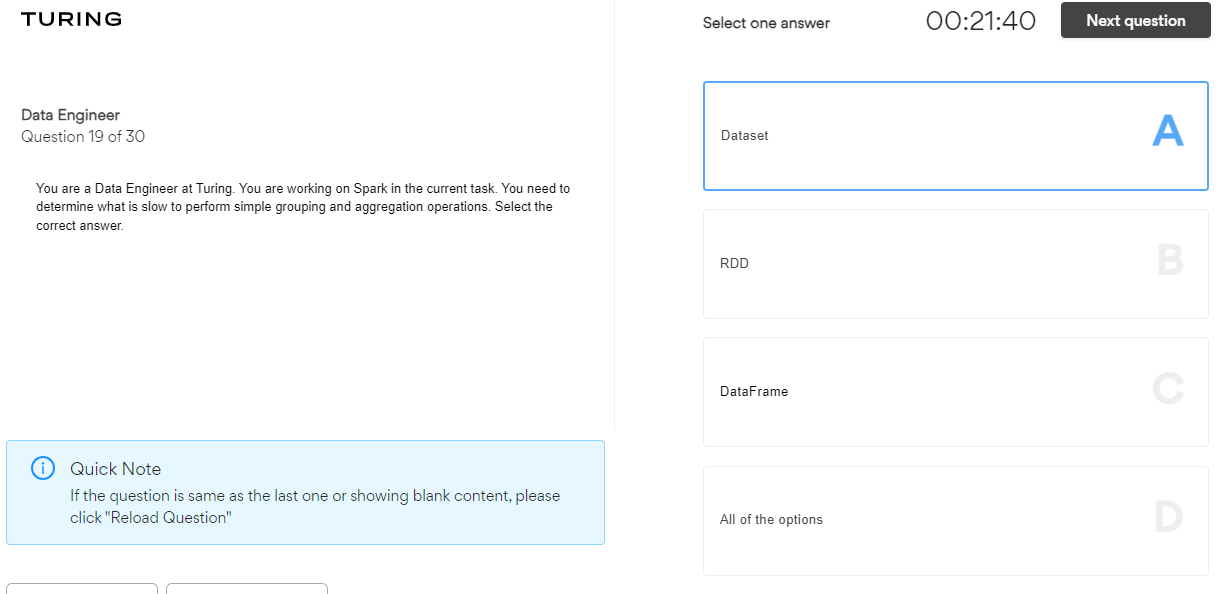 TURING
Select one answer
00:21:40
Next question
Data Engineer
Question 19 of 30
You are a Data Engineer at Turing. You are working on Spark in the current task. You need to
determine what is slow to perform simple grouping and aggregation operations. Select the
correct answer.
Dataset
A
RDD
B
DataFrame
C
All of the options
D
Quick Note
If the question is same as the last one or showing blank content, please
click "Reload Question"